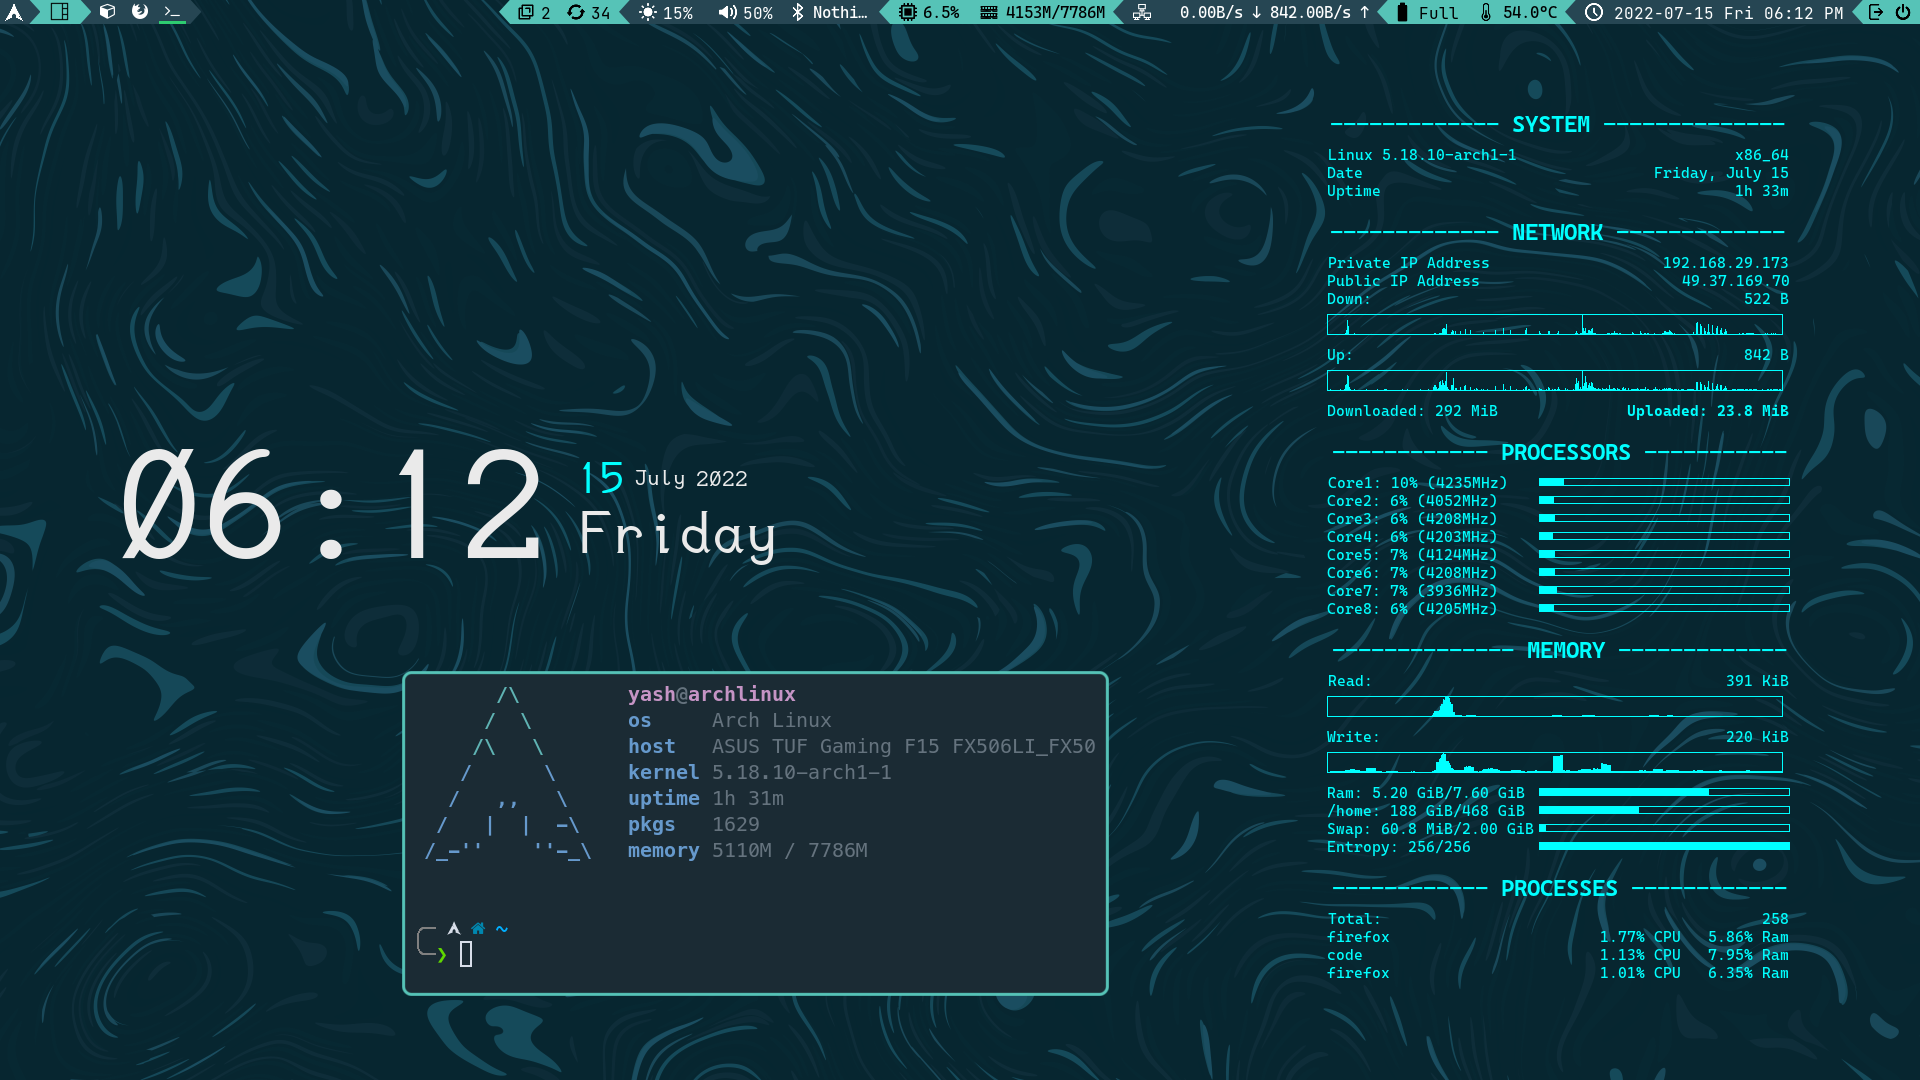 2 34 15% 50% Nothi… 6.5% 4153M/7786M 0.00B/s ↓ 842.00B/s ↑ Full 54.0°C 2022-07-15 Fri 06:12 PM
06:12
15 July 2022
Friday
yash@archlinux
os Arch Linux
host ASUS TUF Gaming F15 FX506LI_FX50
kernel 5.18.10-arch1-1
uptime 1h 31m
pkgs 1629
memory 5110M / 7786M
~
❯
SYSTEM
Linux 5.18.10-arch1-1 x86_64
Date Friday, July 15
Uptime 1h 33m
NETWORK
Private IP Address 192.168.29.173
Public IP Address 49.37.169.70
Down: 522 B
Up: 842 B
Downloaded: 292 MiB Uploaded: 23.8 MiB
PROCESSORS
Core1: 10% (4235MHz)
Core2: 6% (4052MHz)
Core3: 6% (4208MHz)
Core4: 6% (4203MHz)
Core5: 7% (4124MHz)
Core6: 7% (4208MHz)
Core7: 7% (3936MHz)
Core8: 6% (4205MHz)
MEMORY
Read: 391 KiB
Write: 220 KiB
Ram: 5.20 GiB/7.60 GiB
/home: 188 GiB/468 GiB
Swap: 60.8 MiB/2.00 GiB
Entropy: 256/256
PROCESSES
Total: 258
firefox 1.77% CPU 5.86% Ram
code 1.13% CPU 7.95% Ram
firefox 1.01% CPU 6.35% Ram